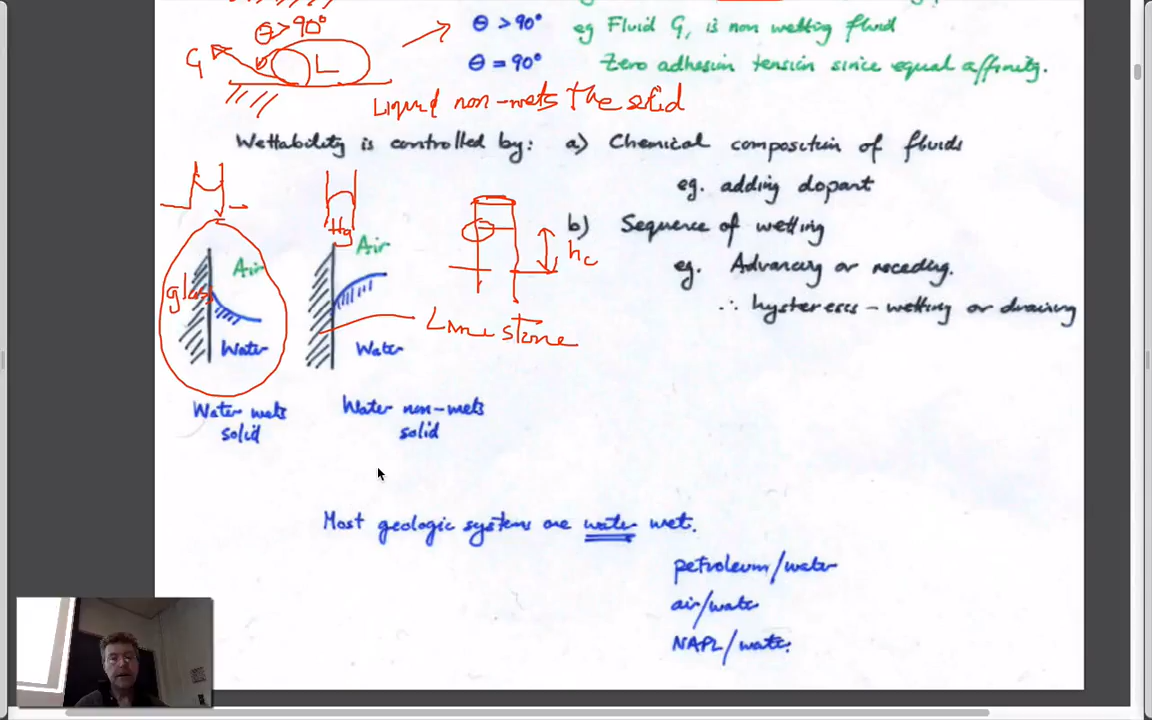 θ>90°
θ > 90° eg Fluid G, is non wetting fluid
G L
θ = 90° Zero adhesion tension since equal affinity.
Liquid non-wets the solid
Wettability is controlled by: a) Chemical composition of fluids
eg. adding dopant
b) Sequence of wetting
Hg
Air Air
hc
eg. Advancing or receding.
glass
∴ hysteresis - wetting or draining
Limestone
Water Water
Water wets solid
Water non-wets solid
Most geologic systems are water wet.
petroleum/water
air/water
NAPL/water.